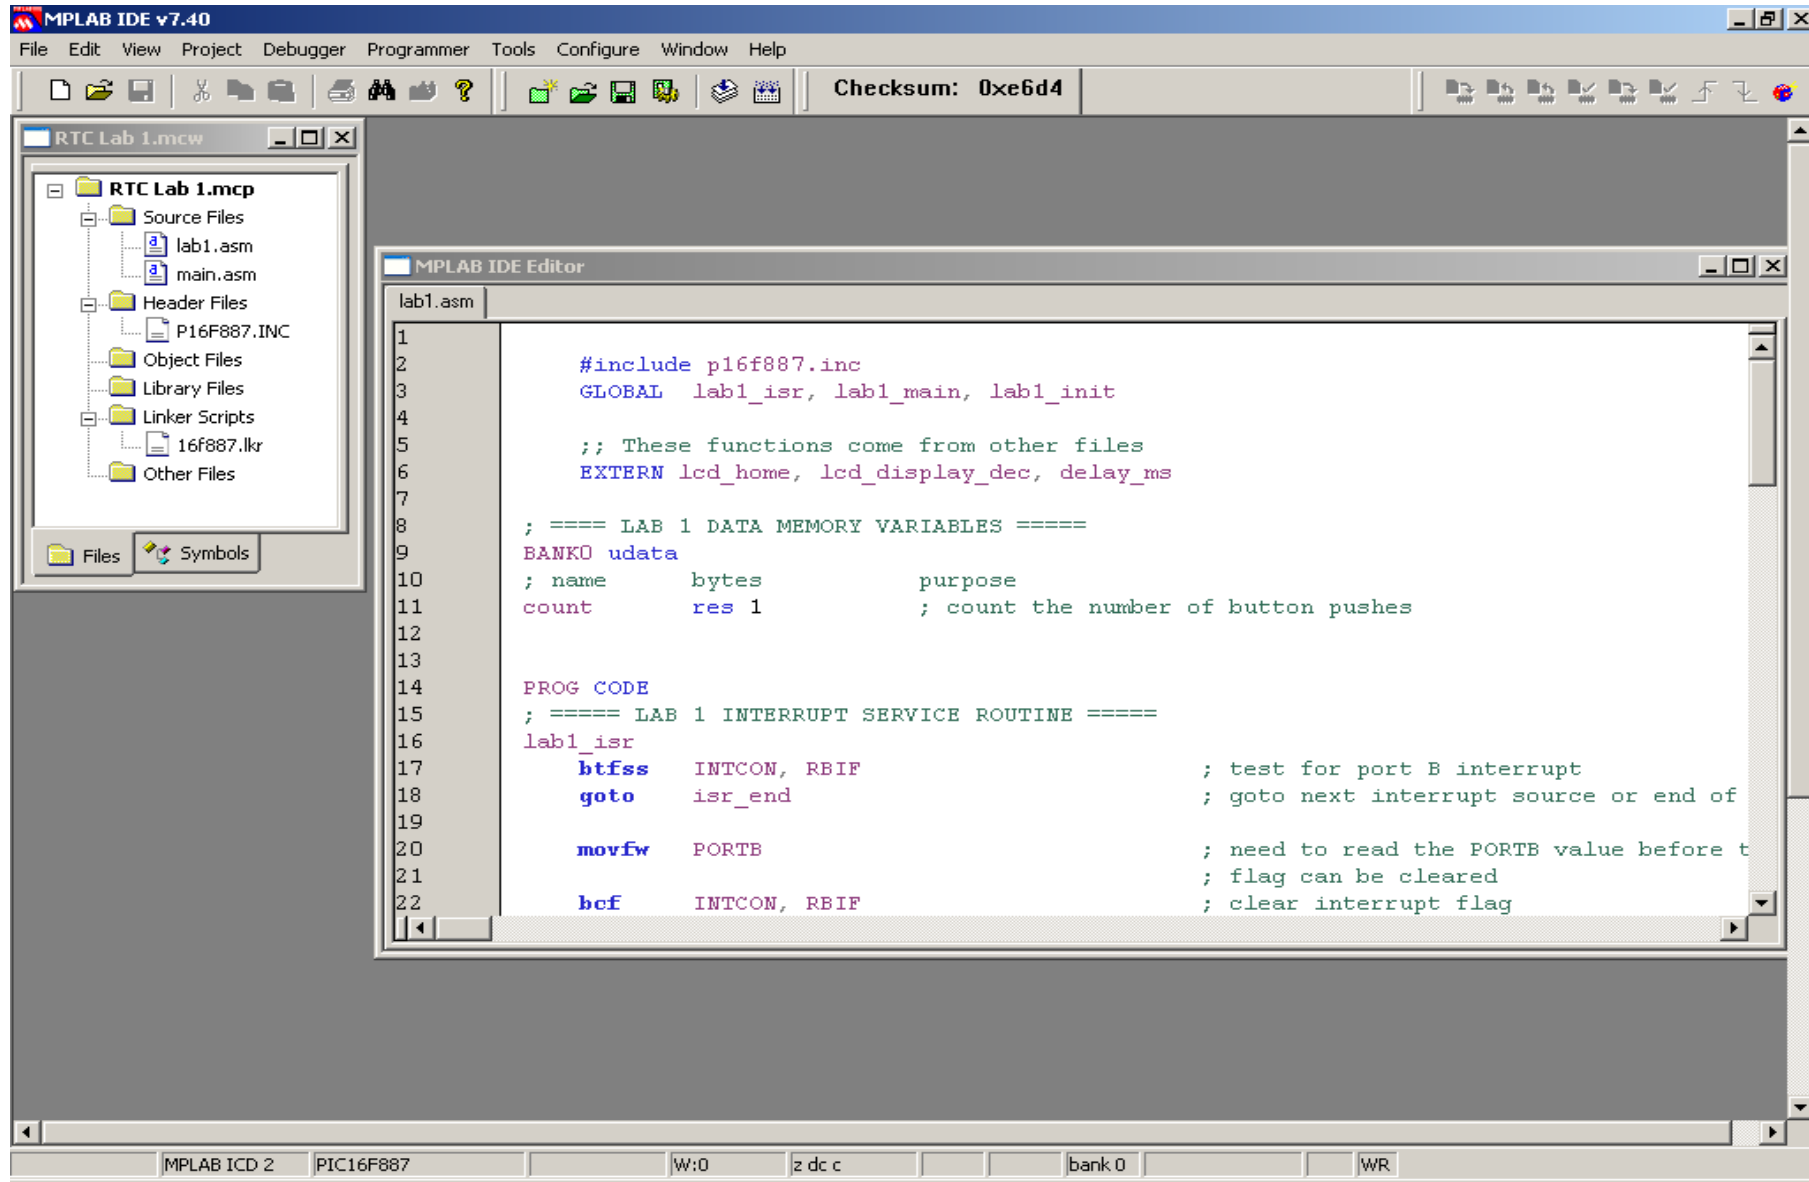 MPLAB IDE v7.40
File Edit View Project Debugger Programmer Tools Configure Window Help
Checksum: 0xe6d4
RTC Lab 1.mcw
RTC Lab 1.mcp
Source Files
lab1.asm
main.asm
Header Files
P16F887.INC
Object Files
Library Files
Linker Scripts
16f887.lkr
Other Files
Files Symbols
MPLAB IDE Editor
lab1.asm
1
2 #include p16f887.inc
3 GLOBAL lab1_isr, lab1_main, lab1_init
4
5 ;; These functions come from other files
6 EXTERN lcd_home, lcd_display_dec, delay_ms
7
8 ; ==== LAB 1 DATA MEMORY VARIABLES =====
9 BANK0 udata
10 ; name bytes purpose
11 count res 1 ; count the number of button pushes
12
13
14 PROG CODE
15 ; ===== LAB 1 INTERRUPT SERVICE ROUTINE =====
16 lab1_isr
17 btfss INTCON, RBIF ; test for port B interrupt
18 goto isr_end ; goto next interrupt source or end of
19
20 movfw PORTB ; need to read the PORTB value before t
21 ; flag can be cleared
22 bcf INTCON, RBIF ; clear interrupt flag
MPLAB ICD 2 PIC16F887 W:0 z dc c bank 0 WR